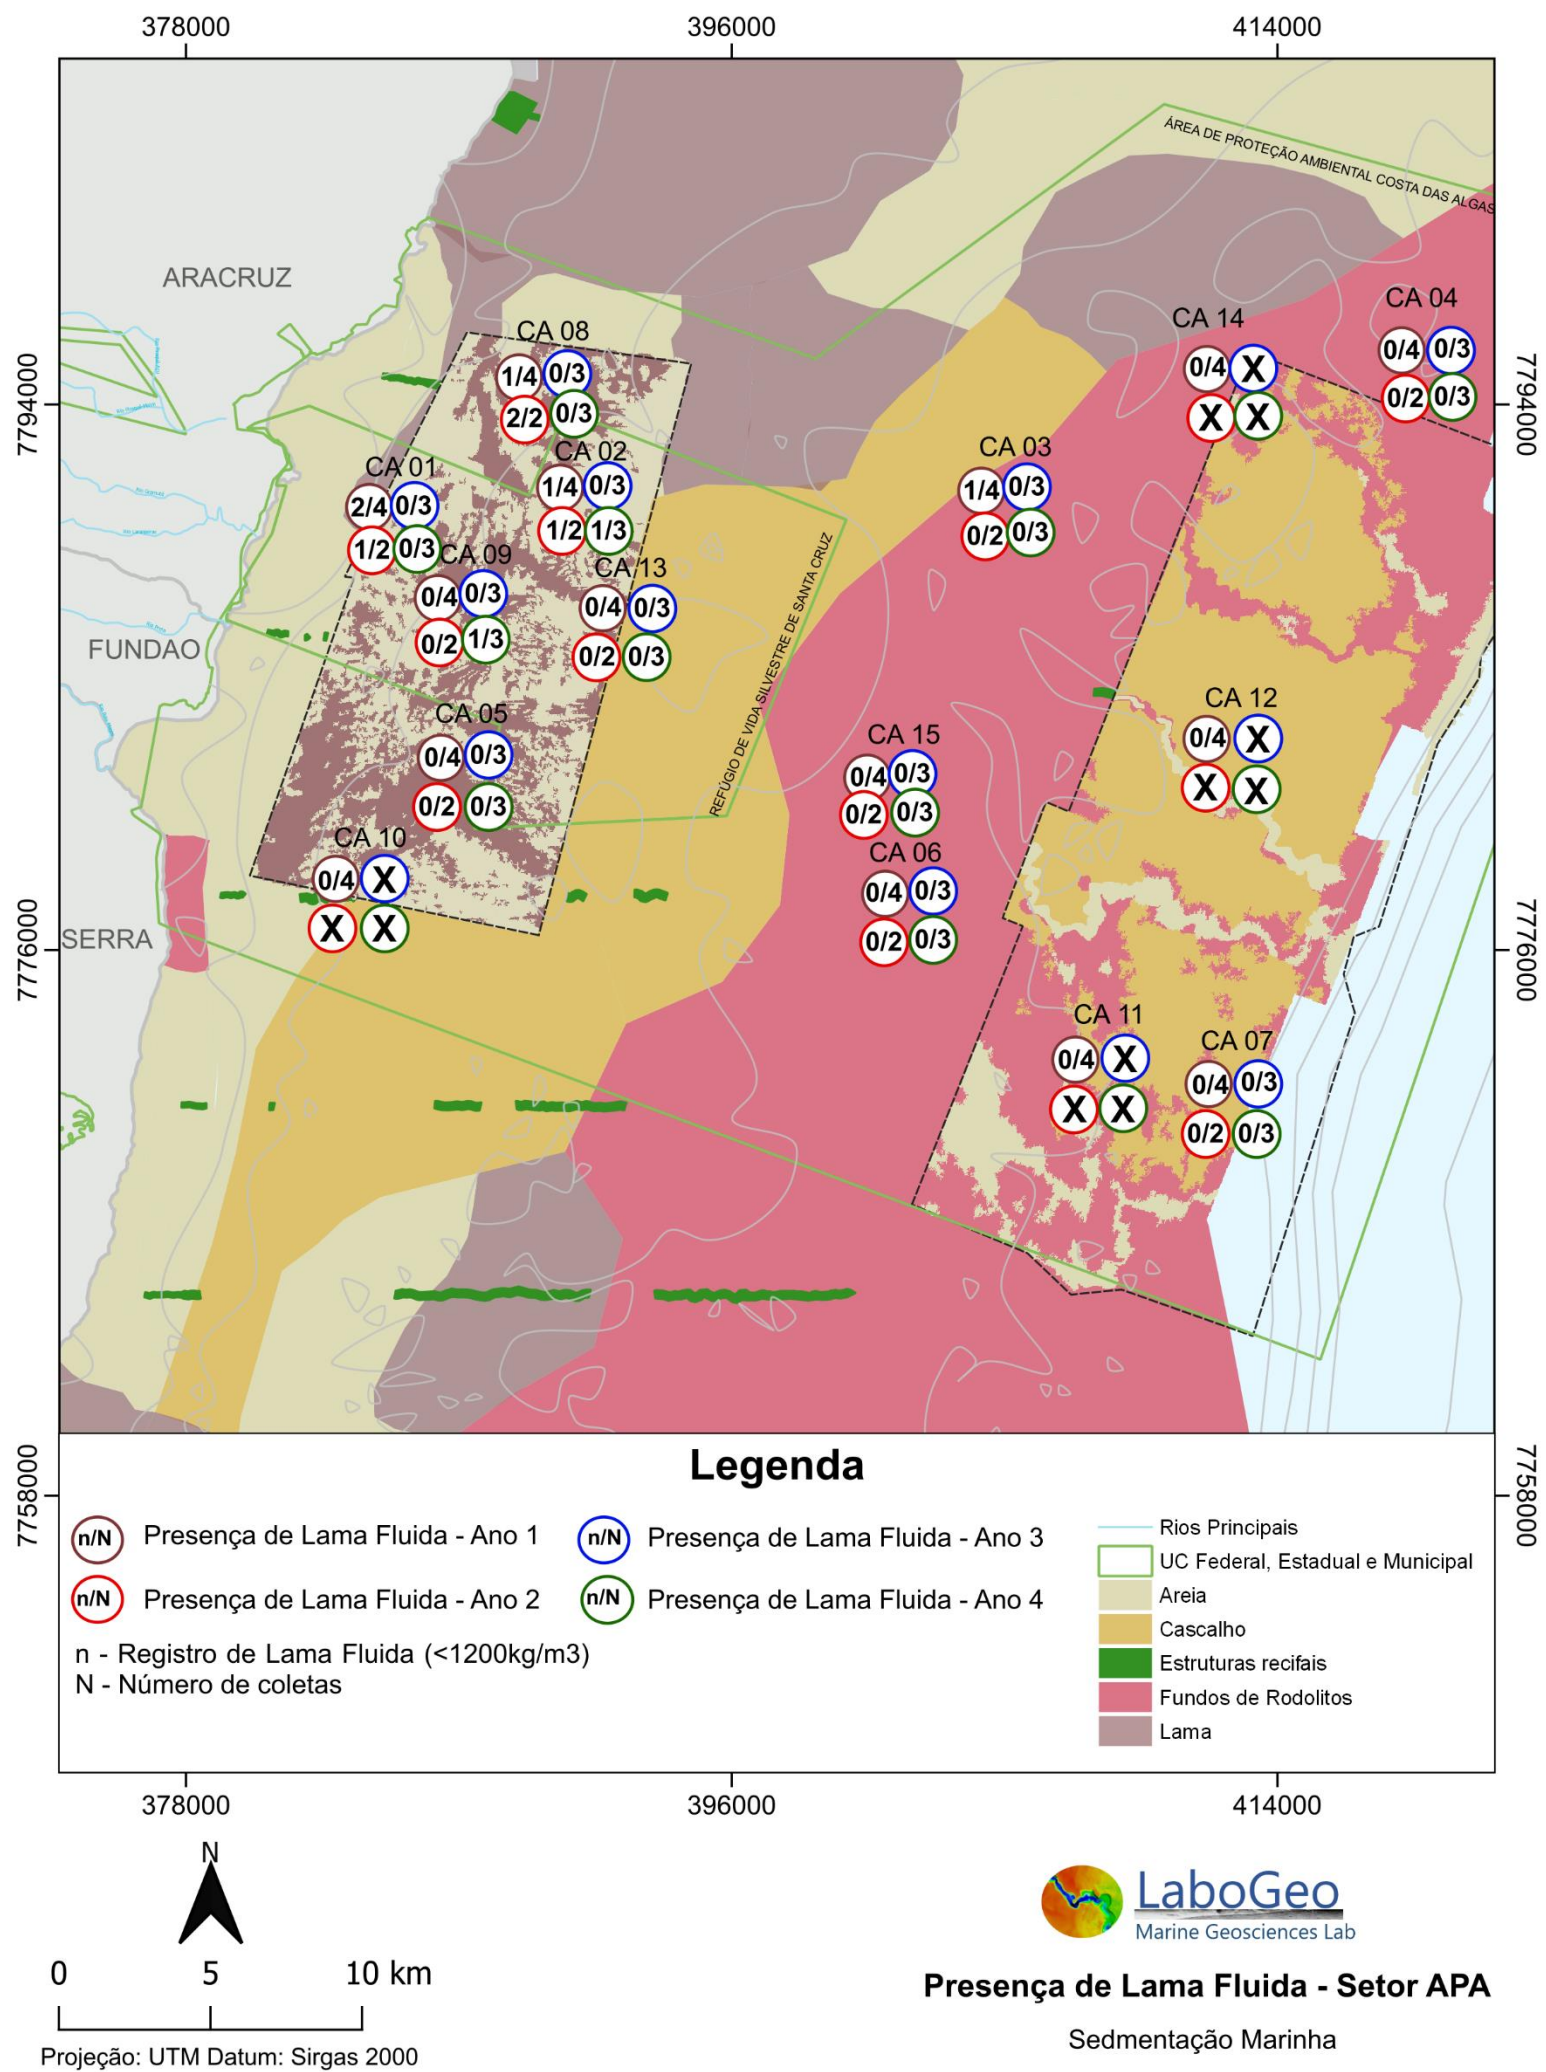 378000
396000
414000
ÁREA DE PROTEÇÃO AMBIENTAL COSTA DAS ALGAS
ARACRUZ
CA 04
0/4 0/3
0/2 0/3
CA 14
0/4 X
X X
CA 08
1/4 0/3
2/2 0/3
7794000
7794000
CA 03
1/4 0/3
0/2 0/3
CA 02
1/4 0/3
1/2 1/3
CA 01
2/4 0/3
1/2 0/3
CA 09
0/4 0/3
0/2 1/3
CA 13
0/4 0/3
0/2 0/3
REFÚGIO DE VIDA SILVESTRE DE SANTA CRUZ
FUNDAO
CA 05
0/4 0/3
0/2 0/3
CA 12
0/4 X
X X
CA 15
0/4 0/3
0/2 0/3
CA 10
0/4 X
X X
CA 06
0/4 0/3
0/2 0/3
SERRA
7776000
7776000
CA 11
0/4 X
X X
CA 07
0/4 0/3
0/2 0/3
Legenda
7758000
7758000
n/N Presença de Lama Fluida - Ano 1
n/N Presença de Lama Fluida - Ano 3
n/N Presença de Lama Fluida - Ano 2
n/N Presença de Lama Fluida - Ano 4
n - Registro de Lama Fluida (<1200kg/m3)
N - Número de coletas
Rios Principais
UC Federal, Estadual e Municipal
Areia
Cascalho
Estruturas recifais
Fundos de Rodolitos
Lama
378000
396000
414000
N
0 5 10 km
Projeção: UTM Datum: Sirgas 2000
LaboGeo
Marine Geosciences Lab
Presença de Lama Fluida - Setor APA
Sedmentação Marinha